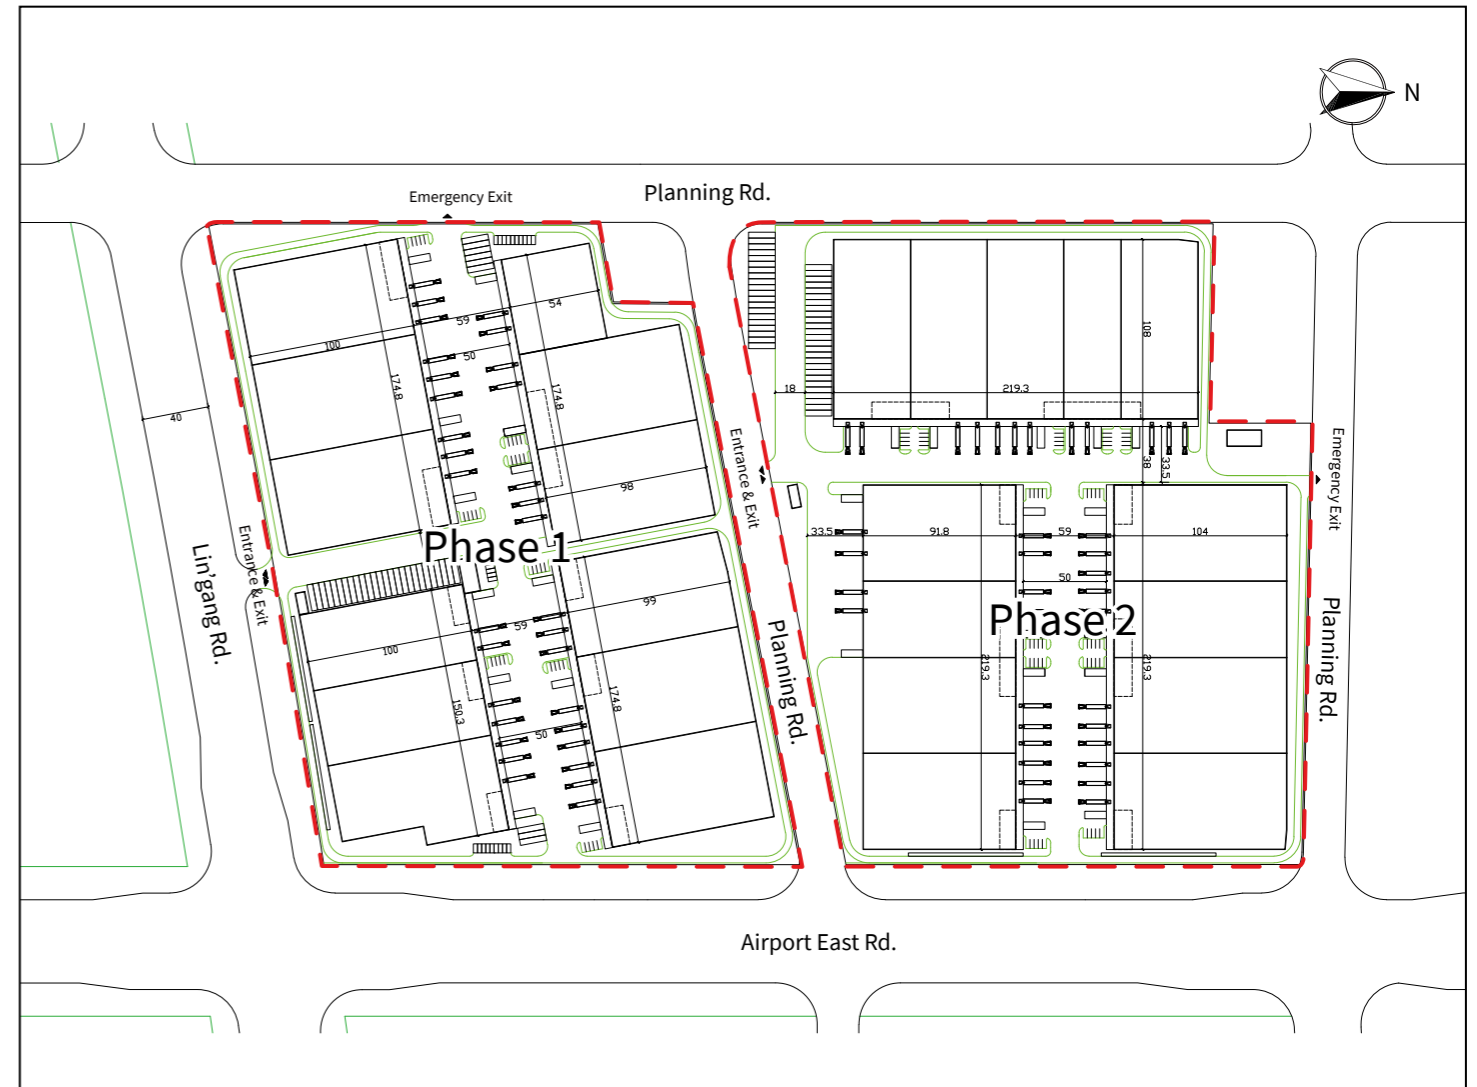 N
Planning Rd.
Emergency Exit
54
59
100
50
174.8
174.8
40
98
Entrance & Exit
Phase 1
Entrance & Exit
Lin'gang Rd.
99
59
100
150.3
174.8
50
Planning Rd.
108
18
219.3
38
33.5
Emergency Exit
33.5
91.8
59
104
50
Phase 2
219.3
219.3
Planning Rd.
Airport East Rd.